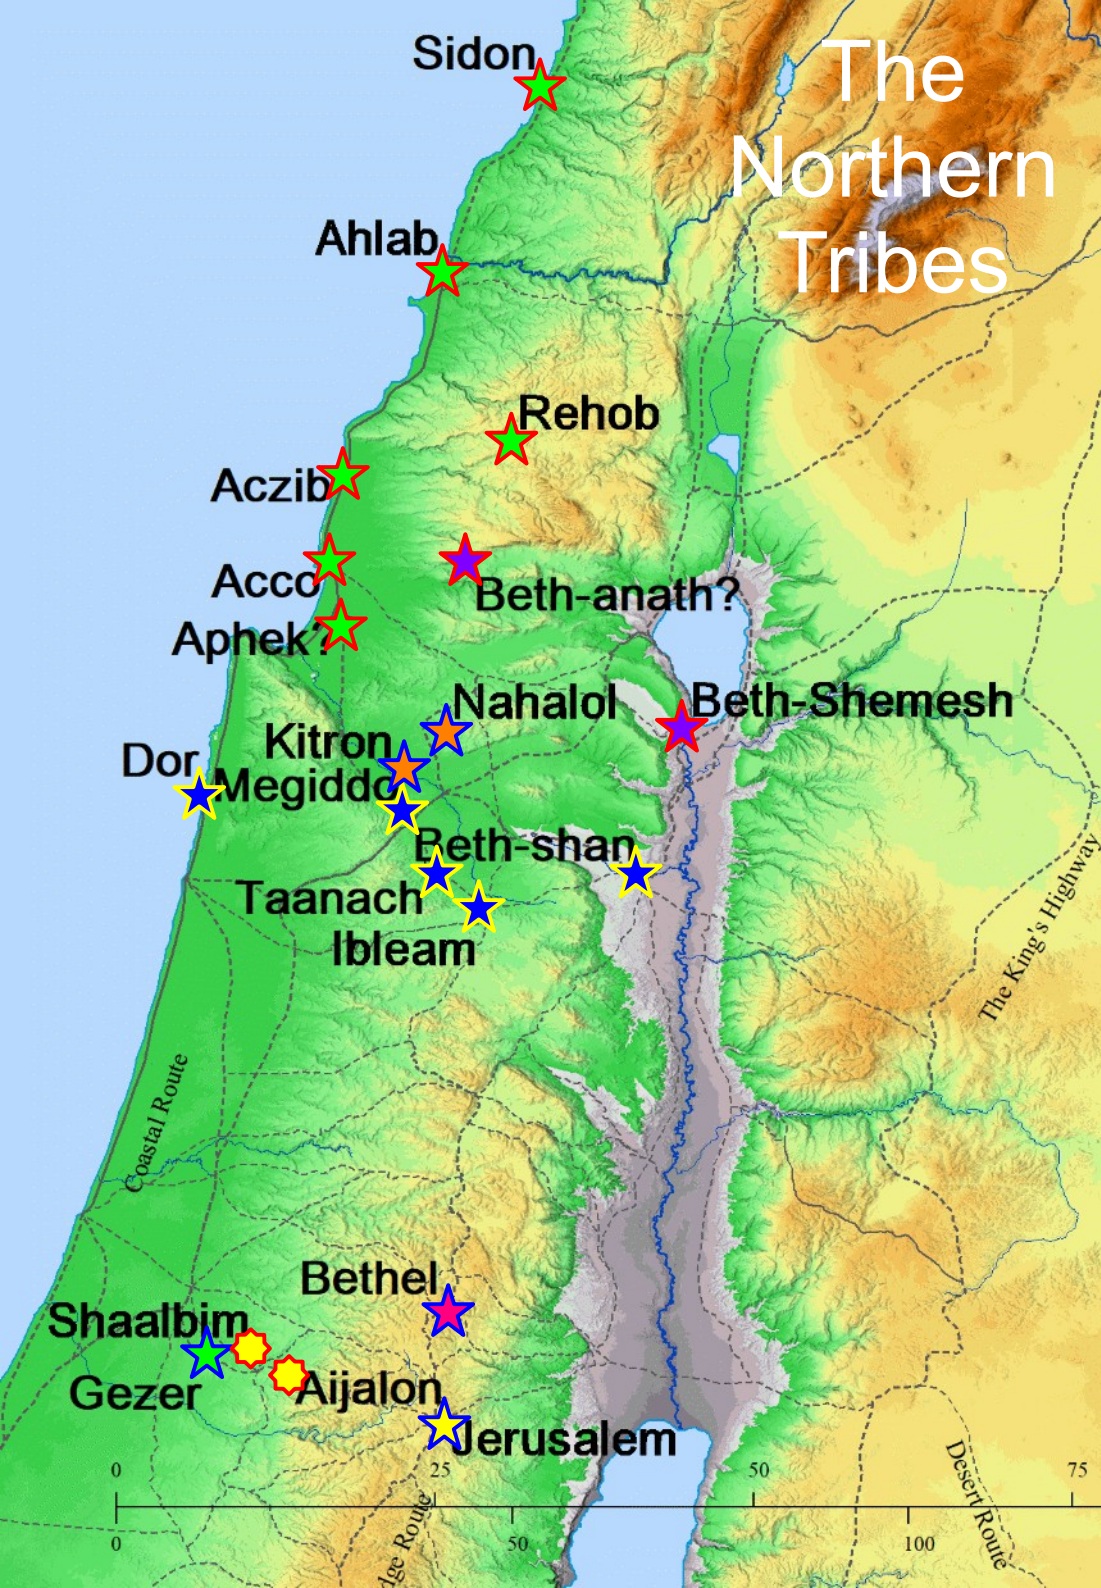 The
Northern
Tribes
Sidon
Ahlab
Rehob
Aczib
Acco
Beth-anath?
Aphek?
Nahalol
Beth-Shemesh
Kitron
Dor
Megiddo
Beth-shan
Taanach
Ibleam
The King's Highway
Coastal Route
Bethel
Shaalbim
Gezer
Aijalon
Jerusalem
0 25 50 75
0 50 100
Desert Route
dge Route